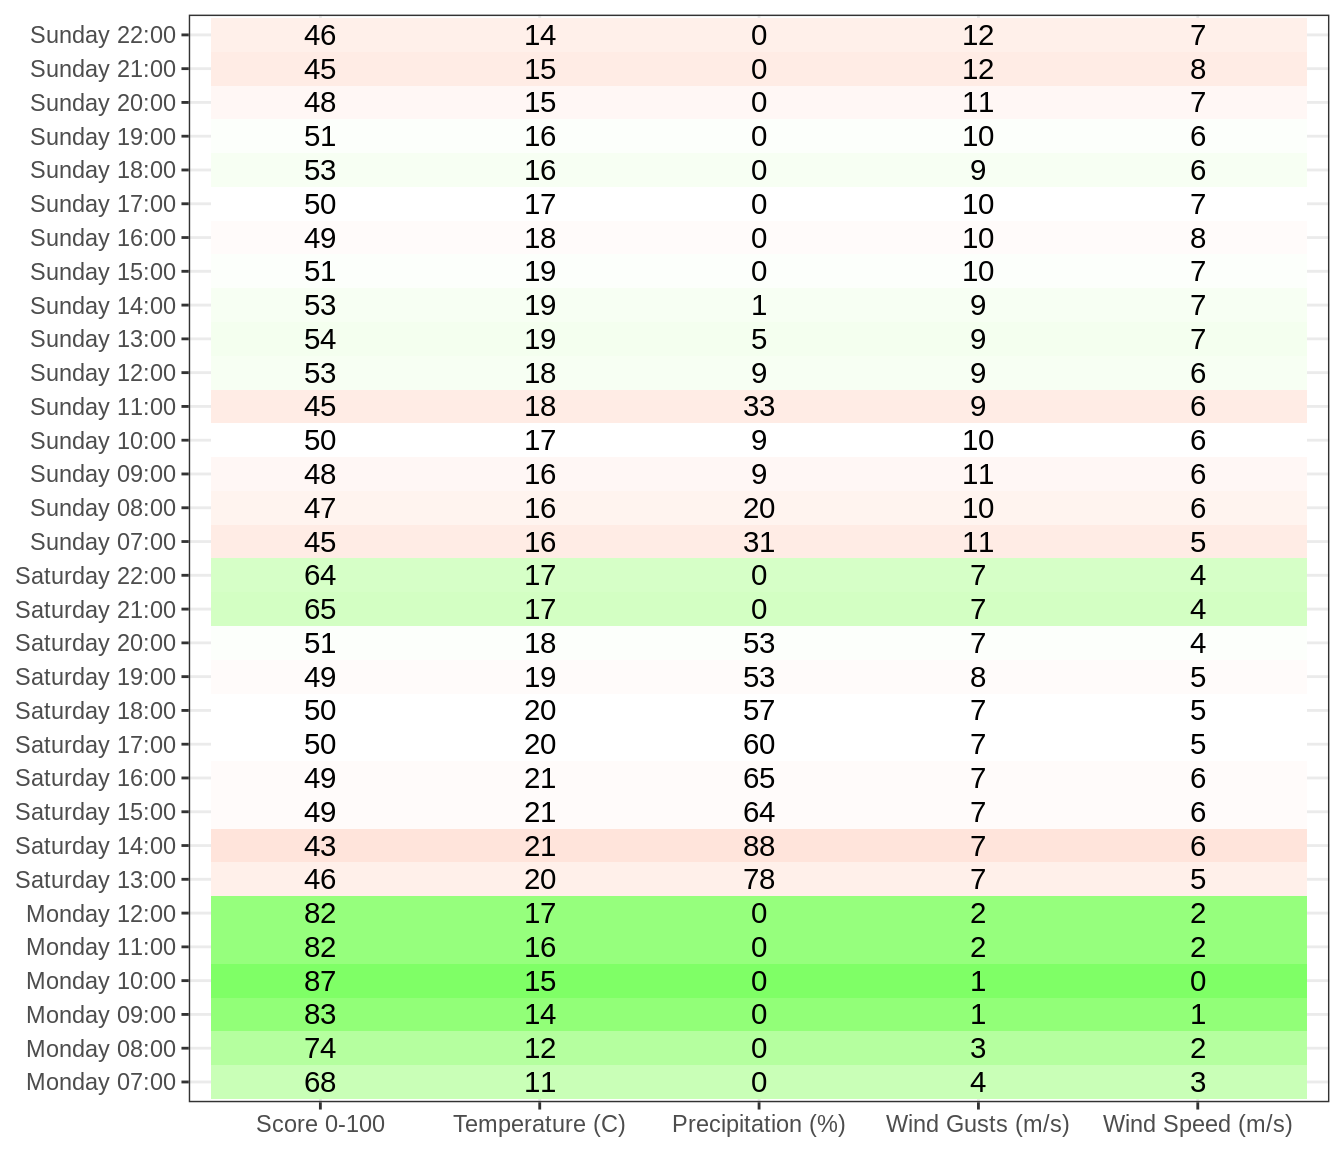 Sunday 22:00 46 14 0 12 7
Sunday 21:00 45 15 0 12 8
Sunday 20:00 48 15 0 11 7
Sunday 19:00 51 16 0 10 6
Sunday 18:00 53 16 0 9 6
Sunday 17:00 50 17 0 10 7
Sunday 16:00 49 18 0 10 8
Sunday 15:00 51 19 0 10 7
Sunday 14:00 53 19 1 9 7
Sunday 13:00 54 19 5 9 7
Sunday 12:00 53 18 9 9 6
Sunday 11:00 45 18 33 9 6
Sunday 10:00 50 17 9 10 6
Sunday 09:00 48 16 9 11 6
Sunday 08:00 47 16 20 10 6
Sunday 07:00 45 16 31 11 5
Saturday 22:00 64 17 0 7 4
Saturday 21:00 65 17 0 7 4
Saturday 20:00 51 18 53 7 4
Saturday 19:00 49 19 53 8 5
Saturday 18:00 50 20 57 7 5
Saturday 17:00 50 20 60 7 5
Saturday 16:00 49 21 65 7 6
Saturday 15:00 49 21 64 7 6
Saturday 14:00 43 21 88 7 6
Saturday 13:00 46 20 78 7 5
Monday 12:00 82 17 0 2 2
Monday 11:00 82 16 0 2 2
Monday 10:00 87 15 0 1 0
Monday 09:00 83 14 0 1 1
Monday 08:00 74 12 0 3 2
Monday 07:00 68 11 0 4 3
Score 0-100 Temperature (C) Precipitation (%) Wind Gusts (m/s) Wind Speed (m/s)